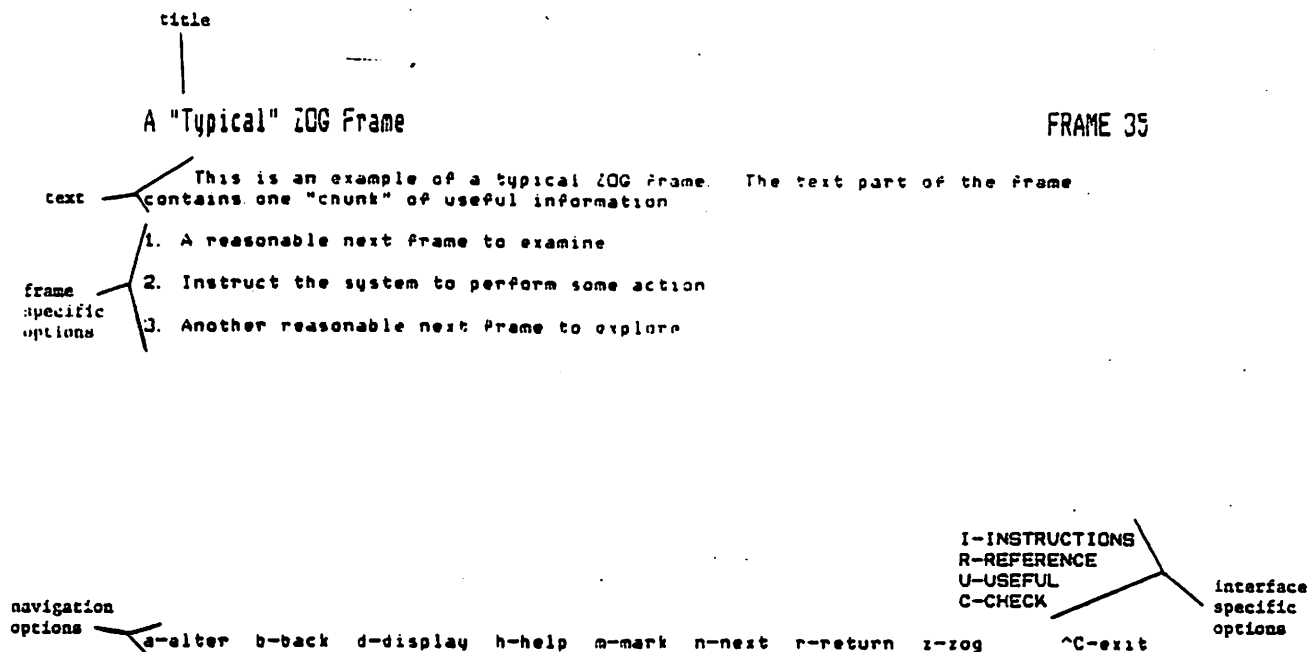 title
A "Typical" ZOG Frame FRAME 35
text
This is an example of a typical ZOG frame. The text part of the frame
contains one "chunk" of useful information
1. A reasonable next frame to examine
frame
specific
options
2. Instruct the system to perform some action
3. Another reasonable next frame to explore
I-INSTRUCTIONS
R-REFERENCE
U-USEFUL
C-CHECK
interface
specific
options
navigation
options
a-alter b-back d-display h-help m-mark n-next r-return z-zog ^C-exit